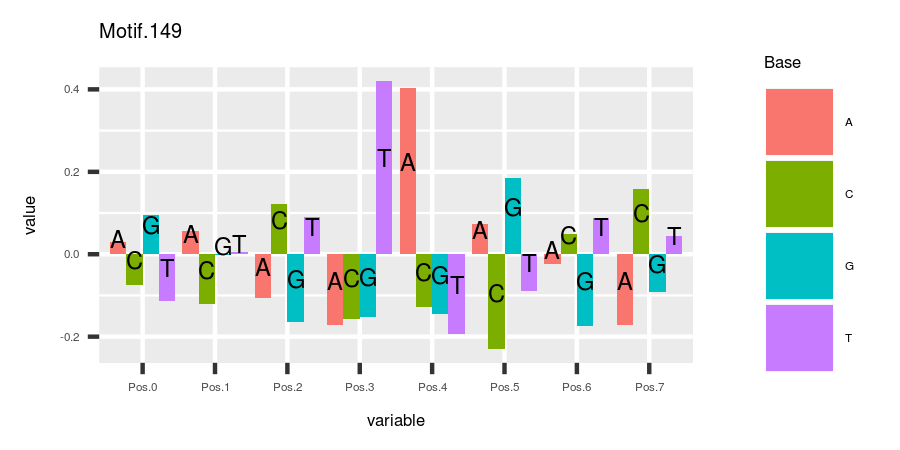 Motif.149
Base
value
0.4
0.2
0.0
-0.2
A C G T
A C G T
A C G T
A C G T
A C G T
A C G T
A C G T
A C G T
Pos.0 Pos.1 Pos.2 Pos.3 Pos.4 Pos.5 Pos.6 Pos.7
variable
A
C
G
T